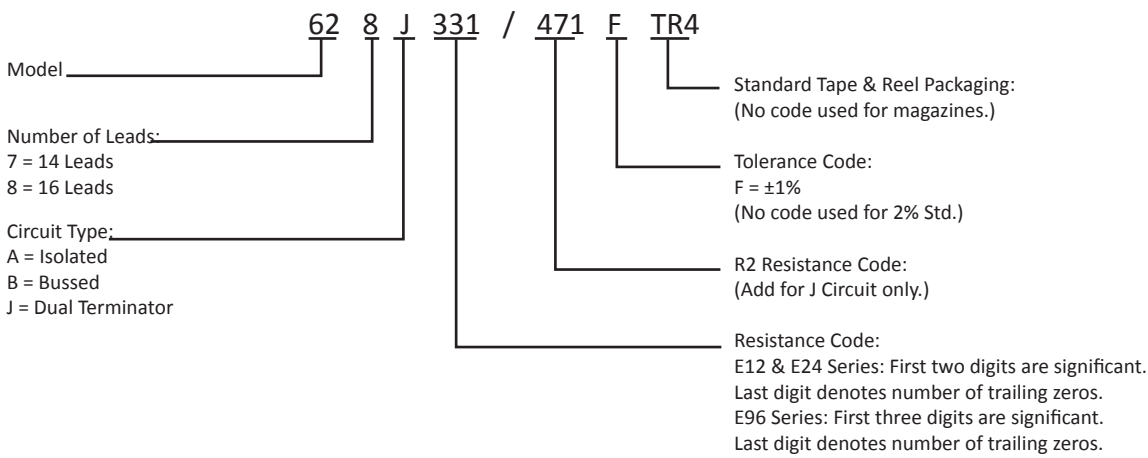 62 8 J 331 / 471 F TR4
Model
Number of Leads:
7 = 14 Leads
8 = 16 Leads
Circuit Type:
A = Isolated
B = Bussed
J = Dual Terminator
Standard Tape & Reel Packaging:
(No code used for magazines.)
Tolerance Code:
F = ±1%
(No code used for 2% Std.)
R2 Resistance Code:
(Add for J Circuit only.)
Resistance Code:
E12 & E24 Series: First two digits are significant.
Last digit denotes number of trailing zeros.
E96 Series: First three digits are significant.
Last digit denotes number of trailing zeros.